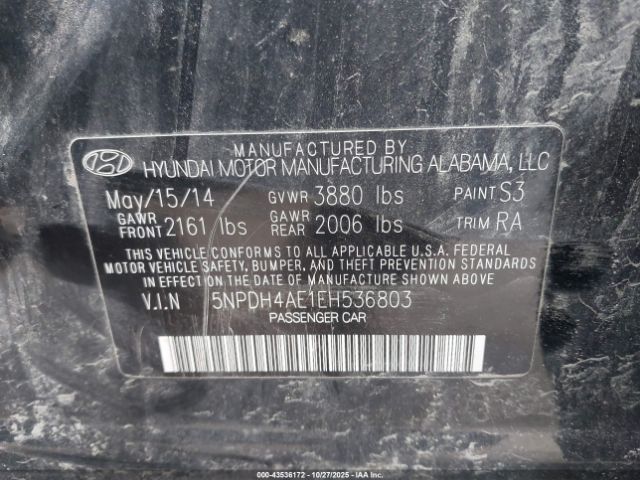 MANUFACTURED BY
HYUNDAI MOTOR MANUFACTURING ALABAMA, LLC
May/15/14 GVWR 3880 lbs PAINT S3
GAWR FRONT 2161 lbs GAWR REAR 2006 lbs TRIM RA
THIS VEHICLE CONFORMS TO ALL APPLICABLE U.S.A. FEDERAL
MOTOR VEHICLE SAFETY, BUMPER, AND THEFT PREVENTION STANDARDS
IN EFFECT ON THE DATE OF MANUFACTURE SHOWN ABOVE
V.I.N 5NPDH4AE1EH536803
PASSENGER CAR
000-43536172 • 10/27/2025 • IAA, Inc.